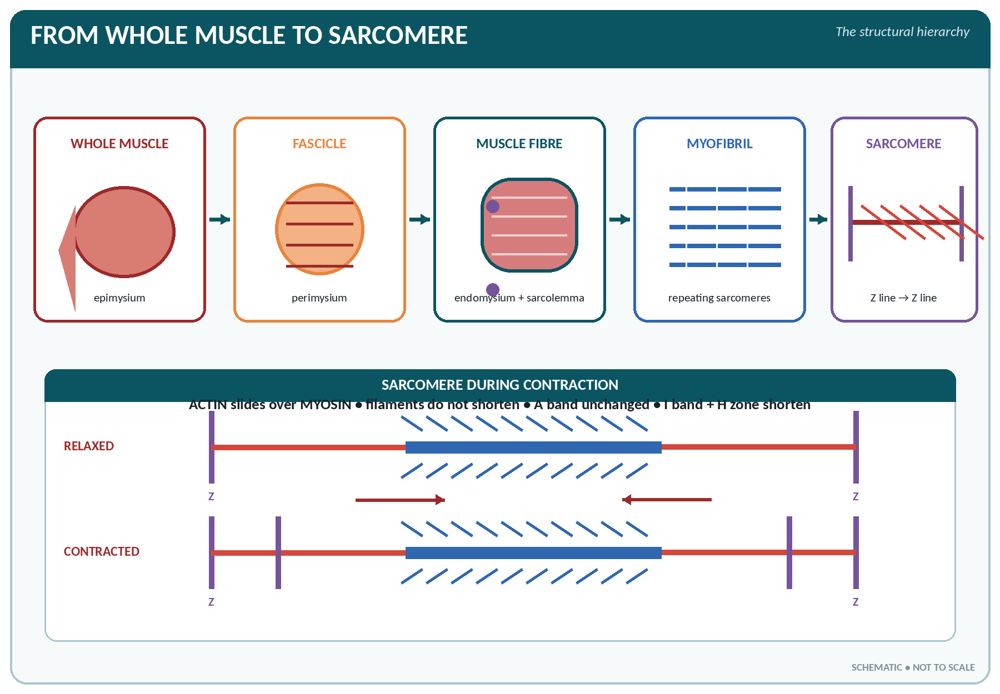 FROM WHOLE MUSCLE TO SARCOMERE
The structural hierarchy
WHOLE MUSCLE
FASCICLE
MUSCLE FIBRE
MYOFIBRIL
SARCOMERE
epimysium
perimysium
endomysium + sarcolemma
repeating sarcomeres
Z line → Z line
SARCOMERE DURING CONTRACTION
ACTIN slides over MYOSIN • filaments do not shorten • A band unchanged • I band + H zone shorten
RELAXED
Z
Z
CONTRACTED
Z
Z
SCHEMATIC • NOT TO SCALE